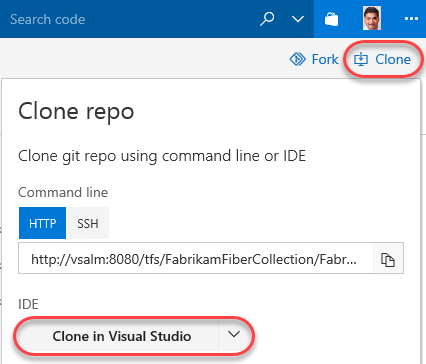 Search code
Fork Clone
Clone repo
Clone git repo using command line or IDE
Command line
HTTP SSH
http://vsalm:8080/tfs/FabrikamFiberCollection/Fabr...
IDE
Clone in Visual Studio